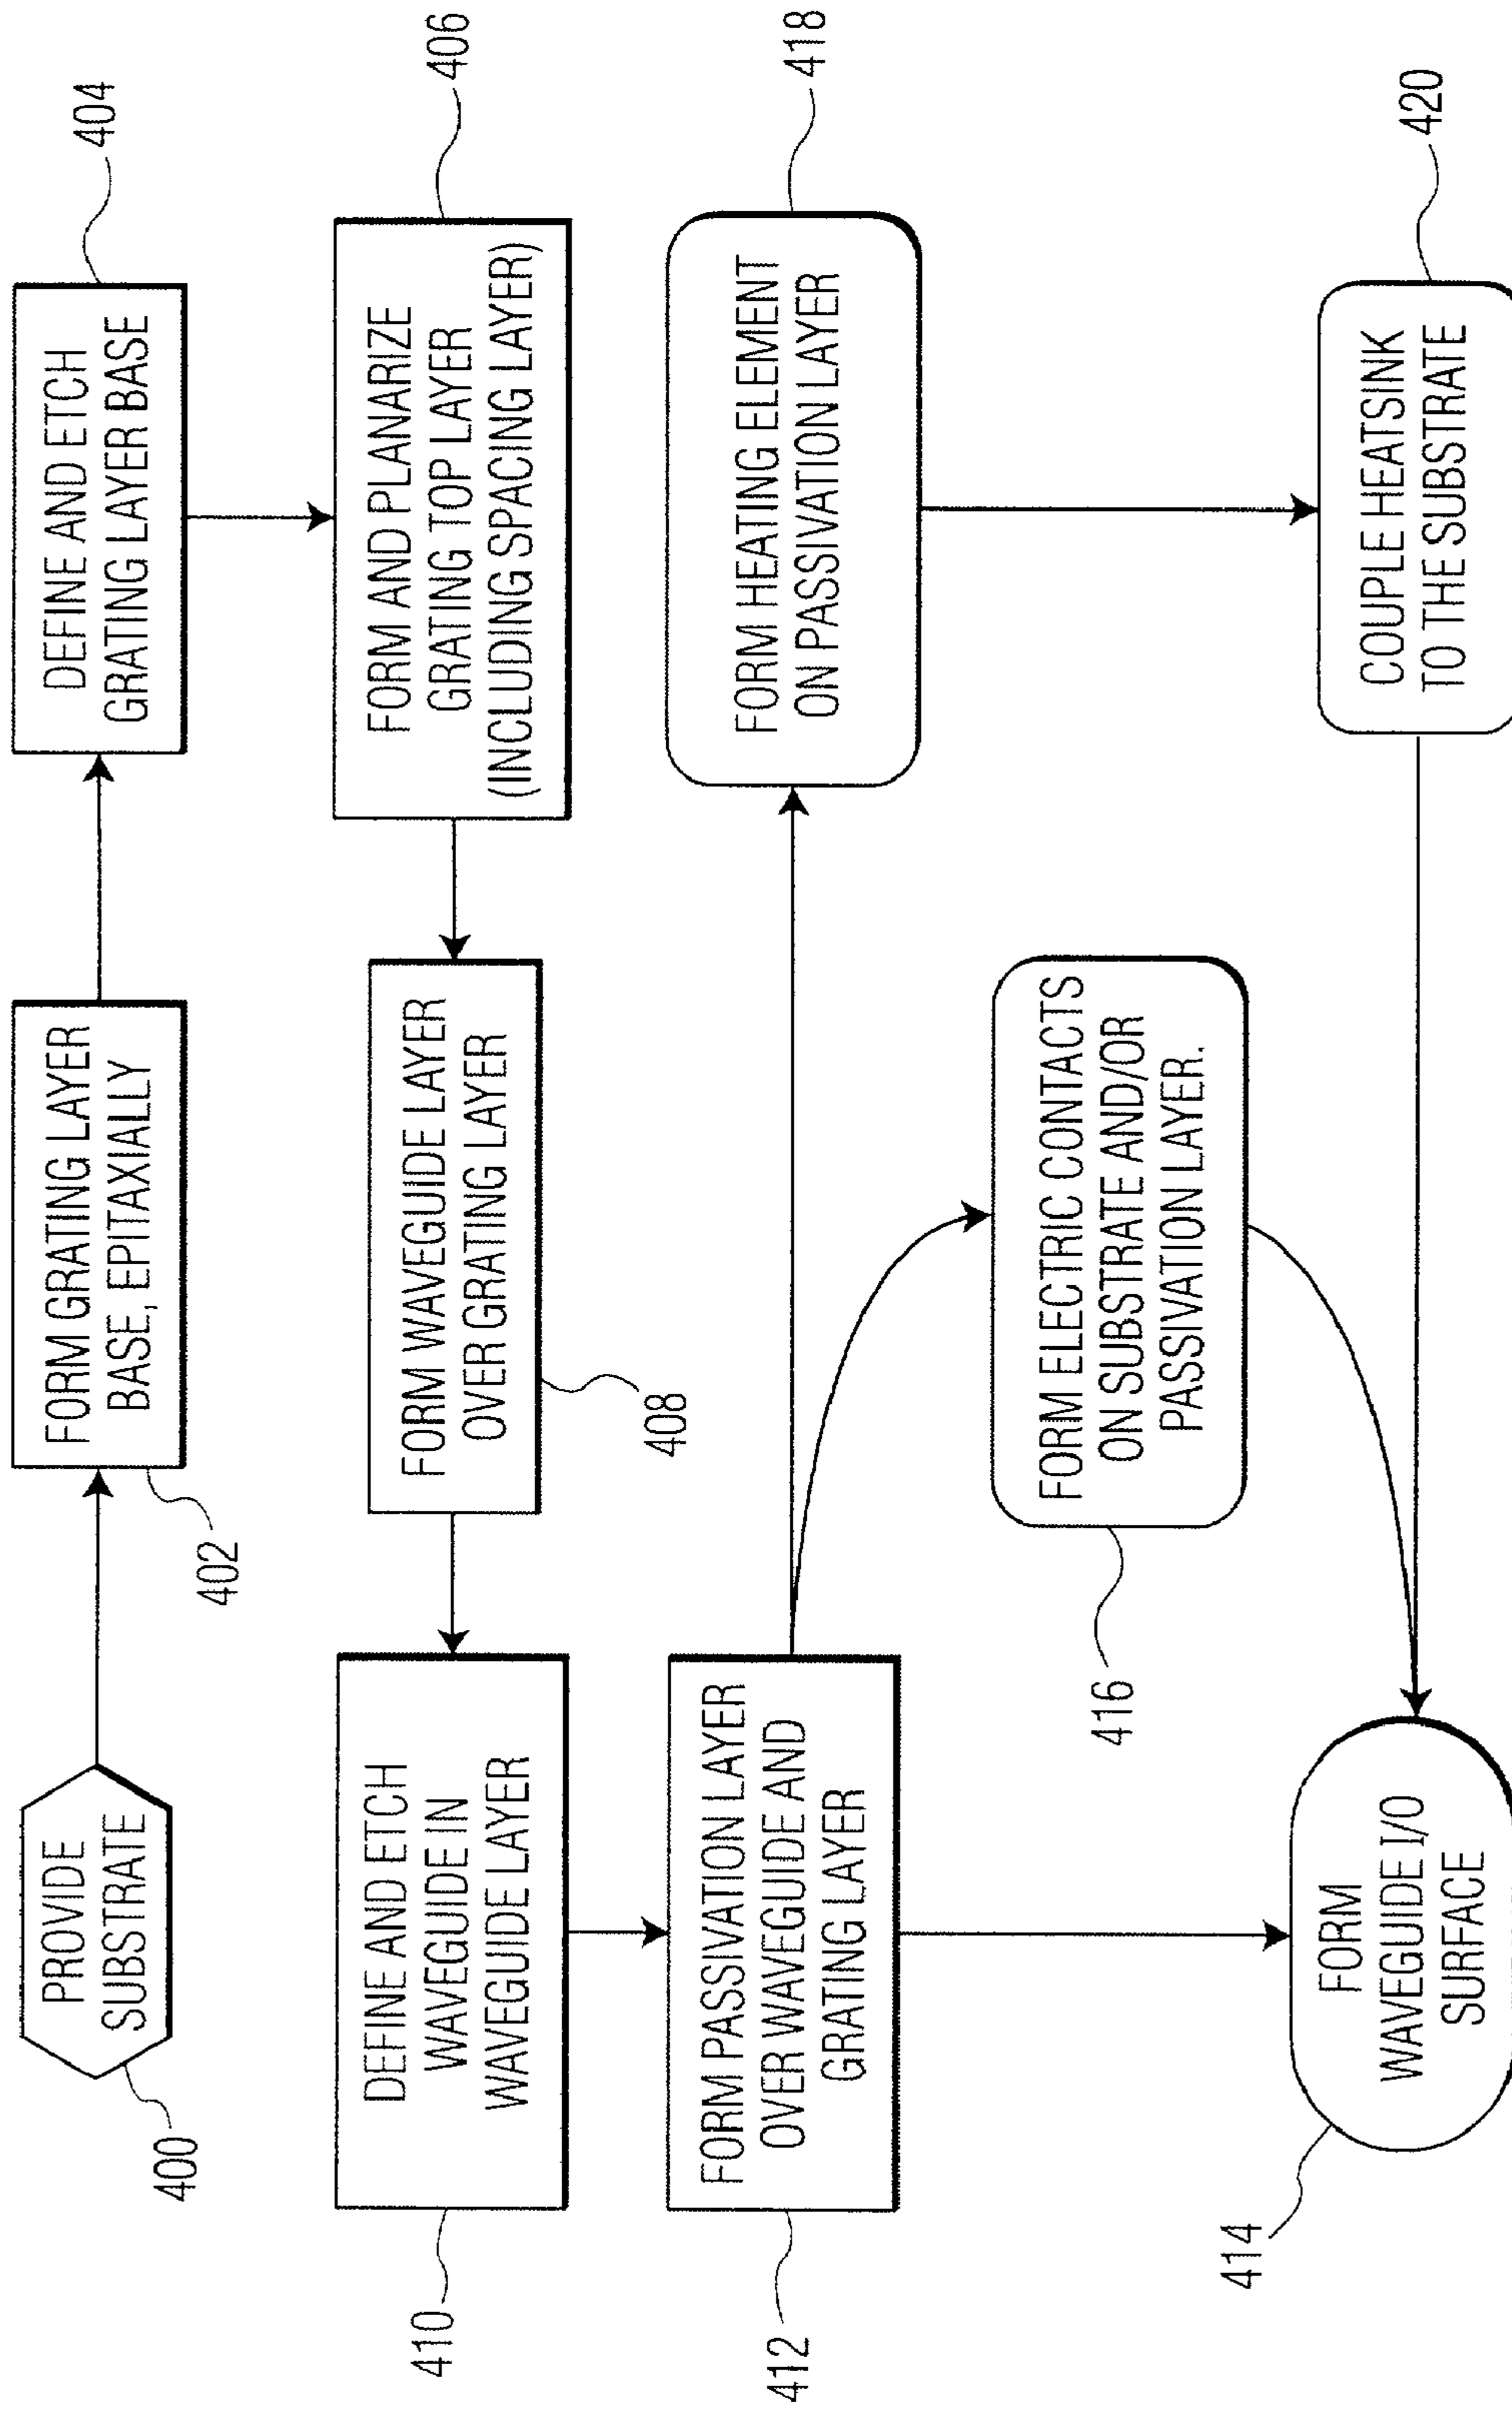 PROVIDE
SUBSTRATE
400
FORM GRATING LAYER
BASE, EPITAXIALLY
402
DEFINE AND ETCH
GRATING LAYER BASE
404
FORM AND PLANARIZE
GRATING TOP LAYER
(INCLUDING SPACING LAYER)
406
FORM WAVEGUIDE LAYER
OVER GRATING LAYER
408
DEFINE AND ETCH
WAVEGUIDE IN
WAVEGUIDE LAYER
410
FORM PASSIVATION LAYER
OVER WAVEGUIDE AND
GRATING LAYER
412
FORM
WAVEGUIDE I/O
SURFACE
414
FORM ELECTRIC CONTACTS
ON SUBSTRATE AND/OR
PASSIVATION LAYER.
416
FORM HEATING ELEMENT
ON PASSIVATION LAYER
418
COUPLE HEATSINK
TO THE SUBSTRATE
420